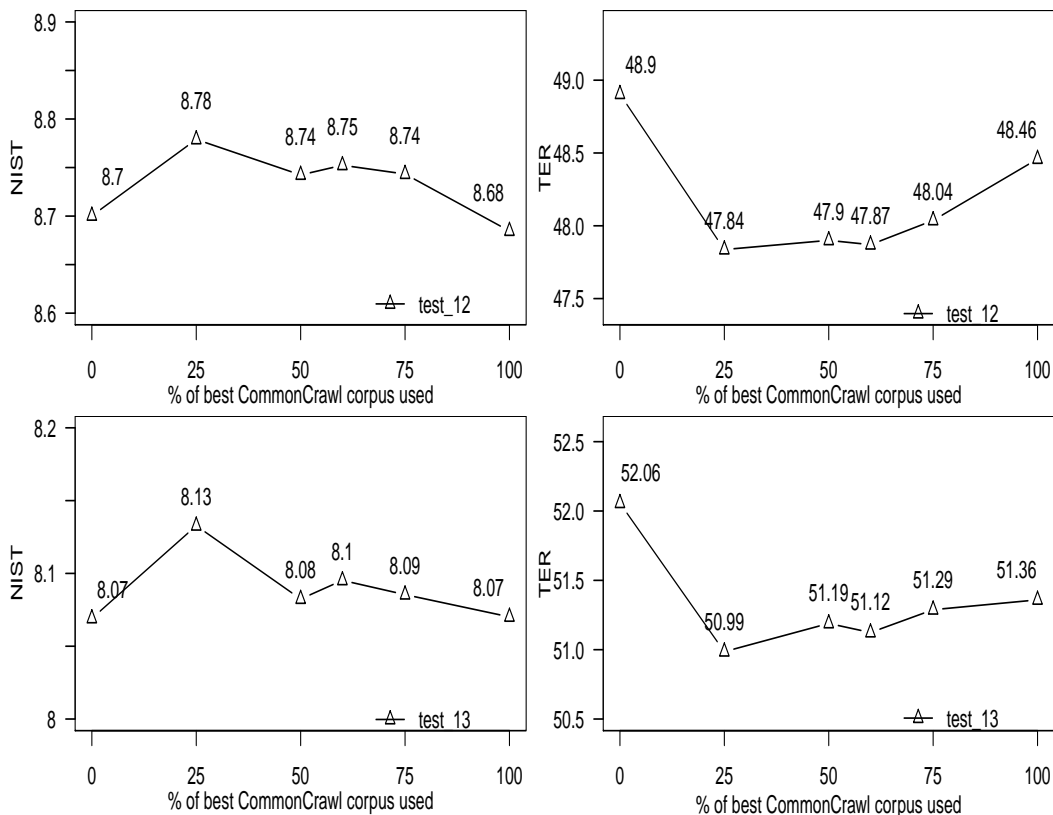 8.9
8.8
8.7
8.6
NIST
8.7
8.78
8.74
8.75
8.74
8.68
test_12
0 25 50 75 100
% of best CommonCrawl corpus used
49.0
48.5
48.0
47.5
TER
48.9
47.84
47.9
47.87
48.04
48.46
test_12
0 25 50 75 100
% of best CommonCrawl corpus used
8.2
8.1
8
NIST
8.07
8.13
8.08
8.1
8.09
8.07
test_13
0 25 50 75 100
% of best CommonCrawl corpus used
52.5
52.0
51.5
51.0
50.5
TER
52.06
50.99
51.19
51.12
51.29
51.36
test_13
0 25 50 75 100
% of best CommonCrawl corpus used